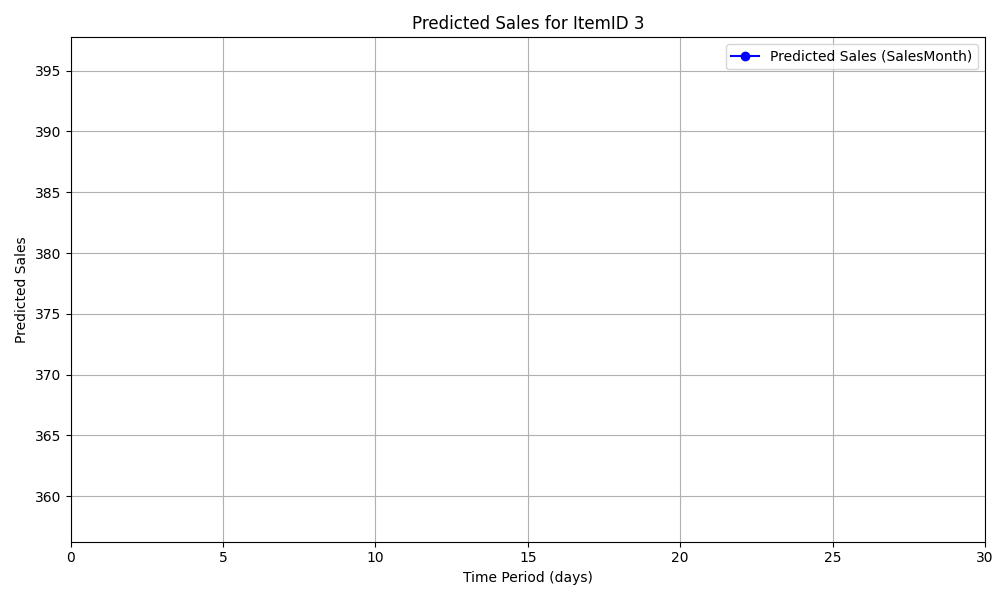 Predicted Sales for ItemID 3
Predicted Sales (SalesMonth)
395
390
385
380
375
370
365
360
Predicted Sales
0 5 10 15 20 25 30
Time Period (days)